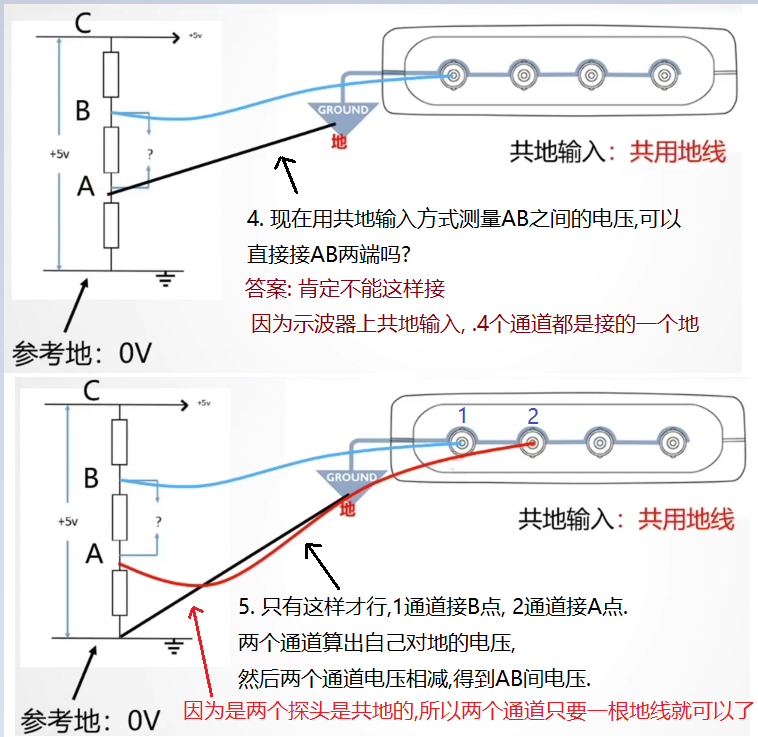 C
+5v
B
GROUND
地
+5v
?
共地输入：共用地线
A
4. 现在用共地输入方式测量AB之间的电压,可以
直接接AB两端吗?
答案: 肯定不能这样接
因为示波器上共地输入, .4个通道都是接的一个地
参考地：0V
C
+5v
1
2
B
GROUND
地
+5v
?
共地输入：共用地线
A
5. 只有这样才行,1通道接B点, 2通道接A点.
两个通道算出自己对地的电压,
然后两个通道电压相减,得到AB间电压.
因为是两个探头是共地的,所以两个通道只要一根地线就可以了
参考地：0V